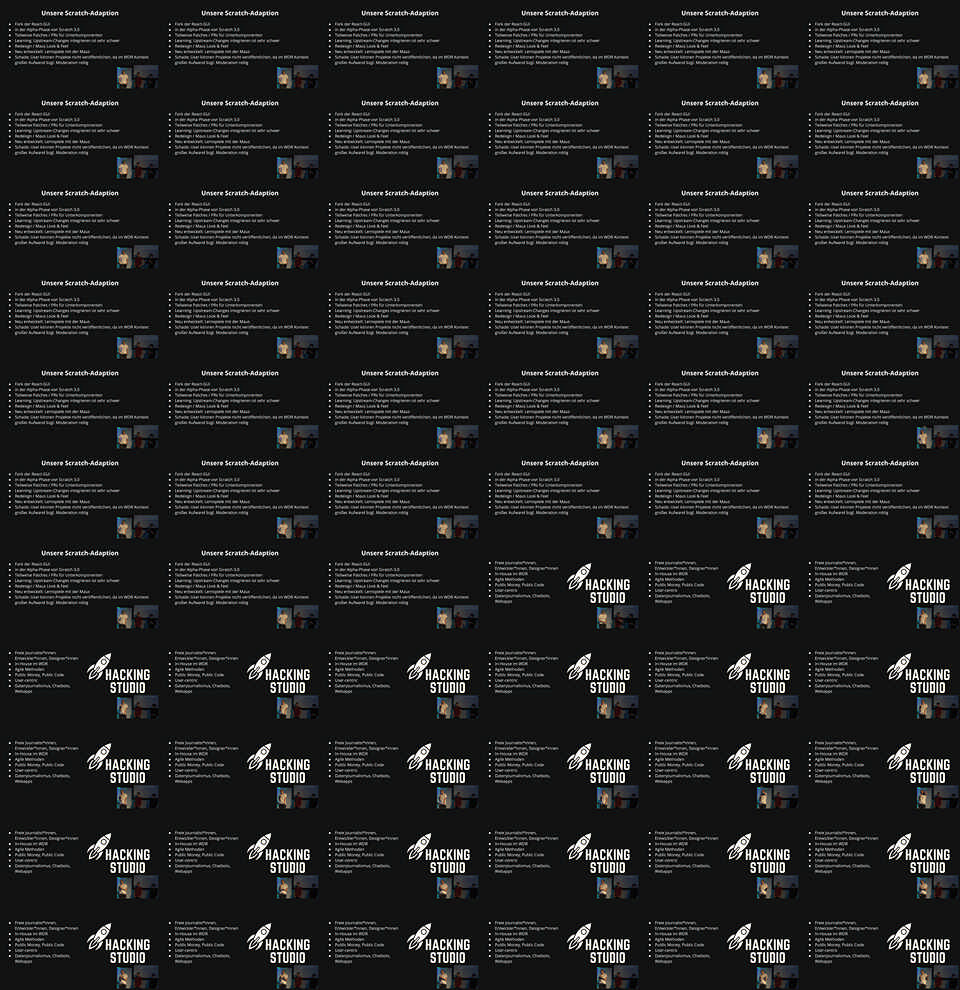 Unsere Scratch-Adaption
Fork der React-GUI
in der Alpha-Phase von Scratch 3.0
Teilweise Patches / PRs für Unterkomponenten
Learning: Upstream-Changes integrieren ist sehr schwer
Redesign / Maus Look & Feel
Neu entwickelt: Lernspiele mit der Maus
Schade: User können Projekte nicht veröffentlichen, da im WDR Kontext
großer Aufwand bzgl. Moderation nötig
Freie Journalist*innen,
Entwickler*innen, Designer*innen
In-House im WDR
Agile Methoden
Public Money, Public Code
User-centric
Datenjournalismus, Chatbots,
Webapps
HACKING
STUDIO